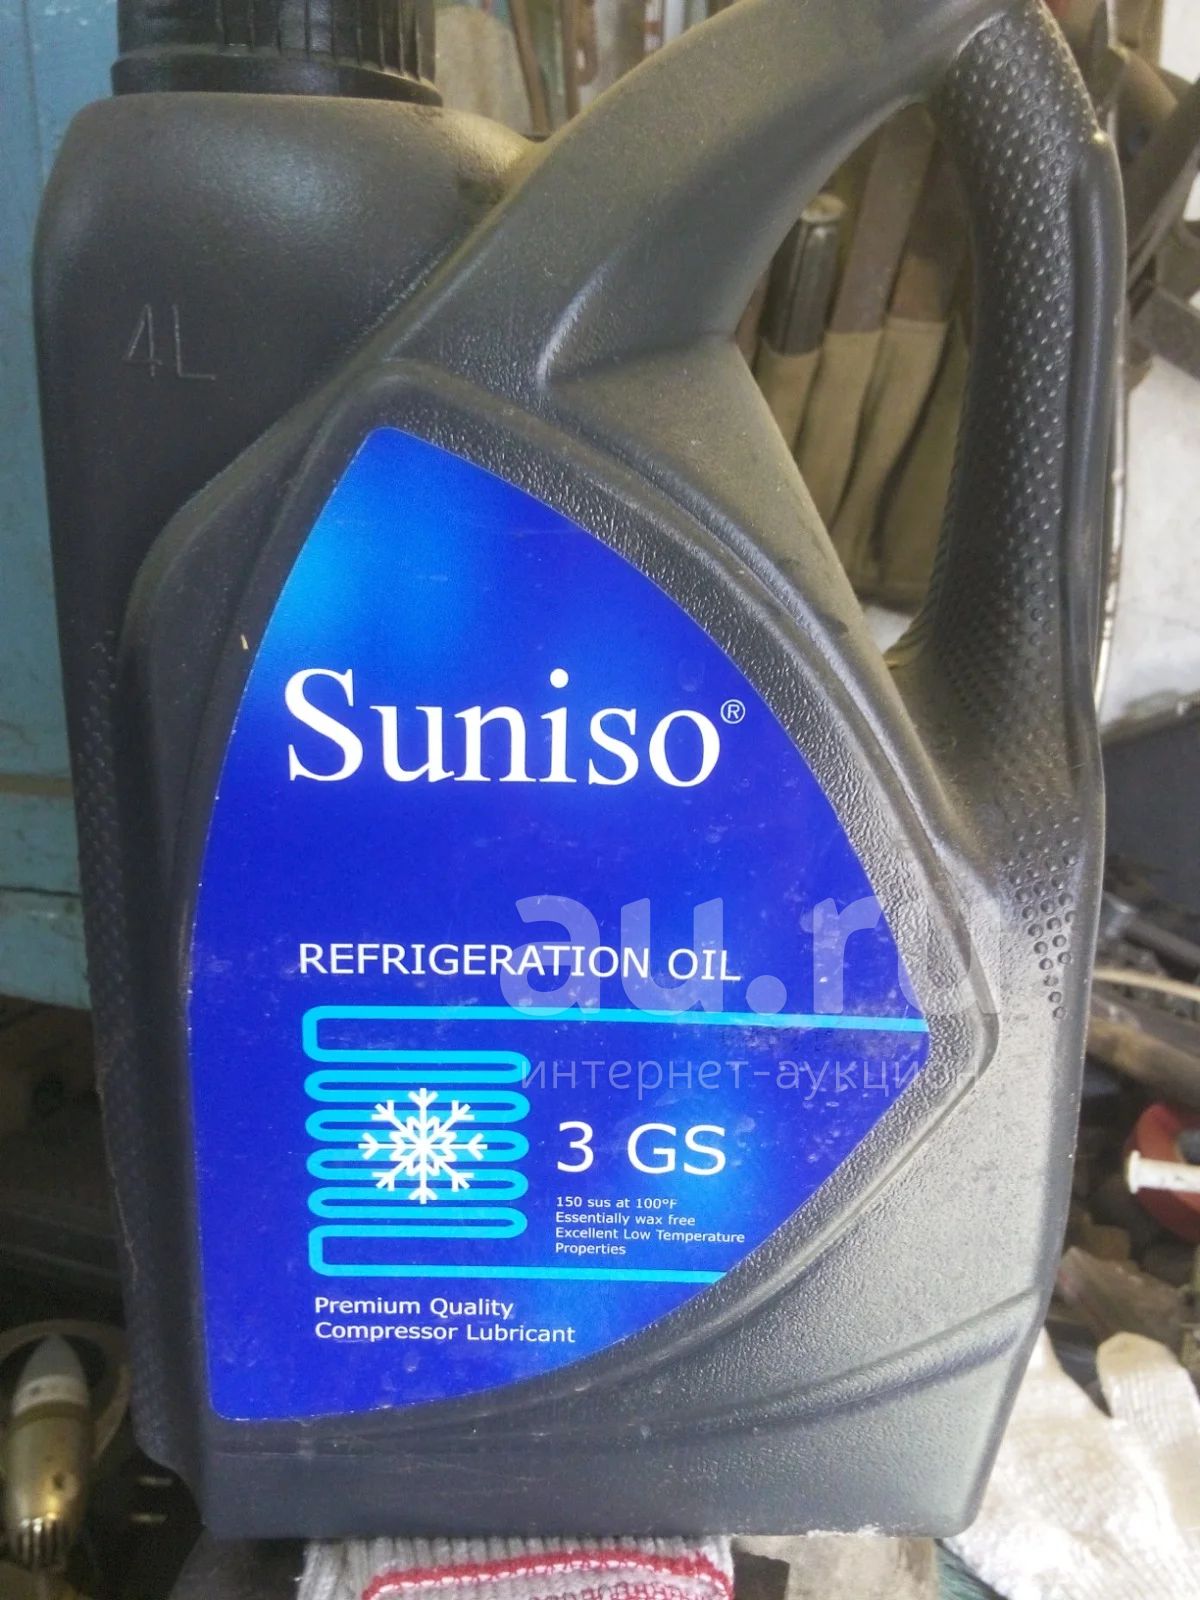 4L
Suniso®
REFRIGERATION OIL
au.ru
интернет-аукцион
3 GS
150 sus at 100°F
Essentially wax free
Excellent Low Temperature
Properties
Premium Quality
Compressor Lubricant